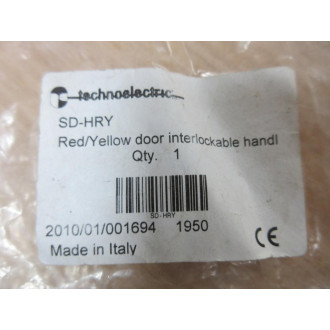 technoelectric
SD-HRY
Red/Yellow door interlockable handl
Qty. 1
SD-HRY
2010/01/001694 1950
Made in Italy CE